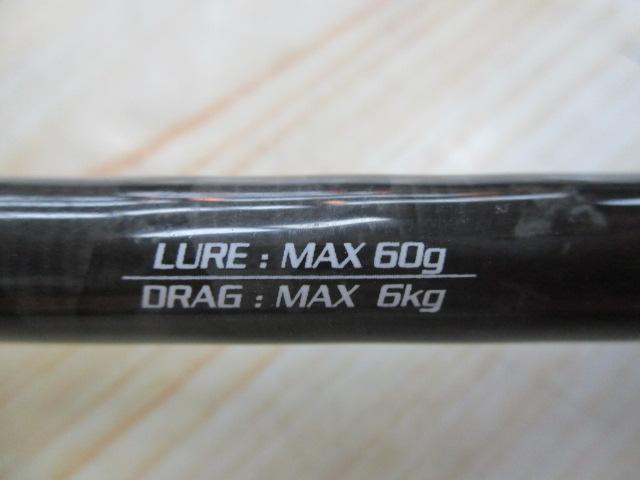 LURE : MAX 60g
DRAG : MAX 6kg